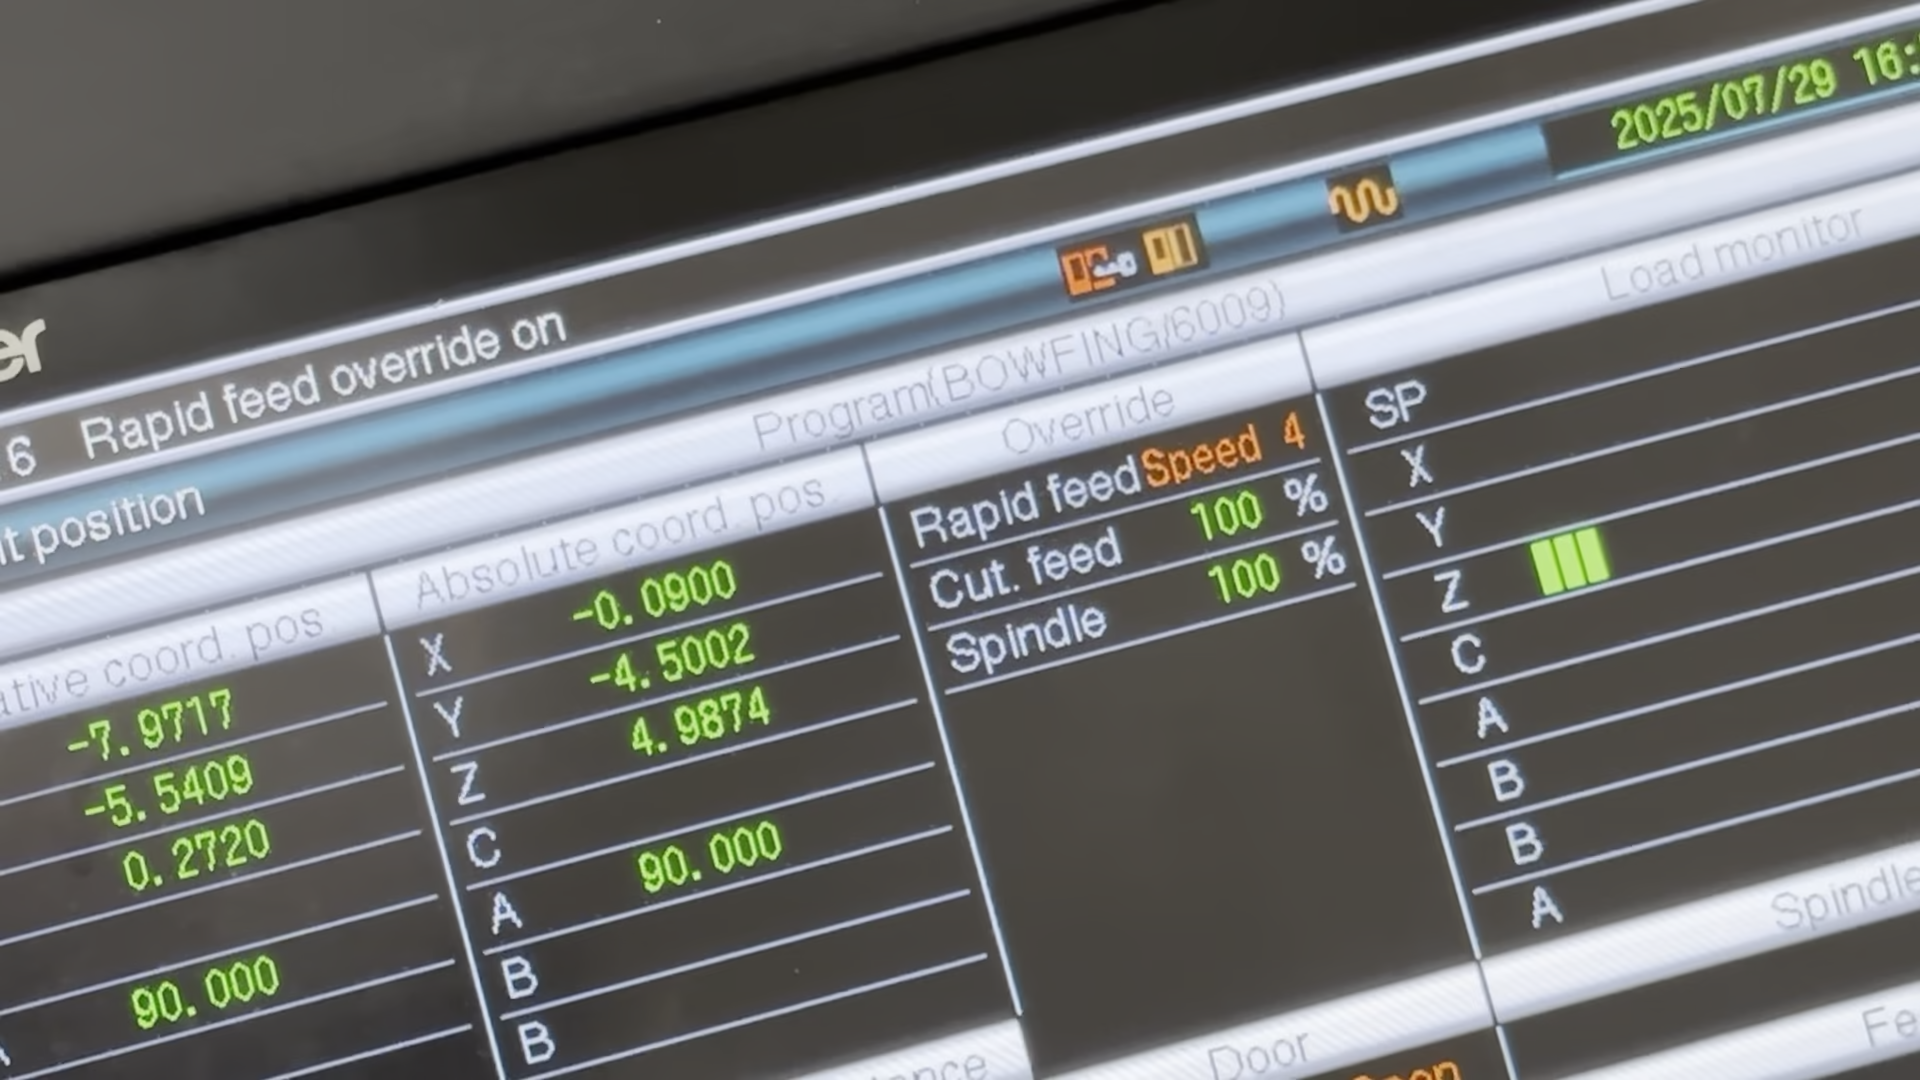 er
6 Rapid feed override on
2025/07/29 16:
it position
Program(BOWFING/6009)
ative coord. pos
Absolute coord. pos.
Override
Load monitor
-7.9717
-5.5409
0.2720
90.000
X -0.0900
Y -4.5002
Z 4.9874
C
A 90.000
B
B
Rapid feed Speed 4
Cut. feed 100 %
Spindle 100 %
SP
X
Y
Z
C
A
B
B
A
Spindle
Door